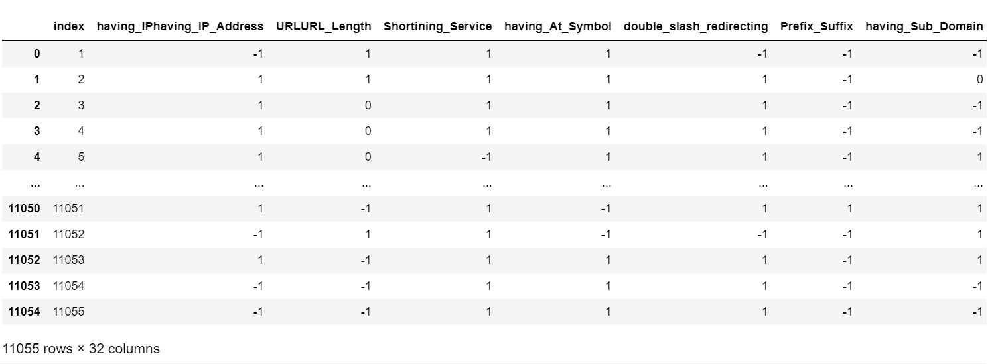 index having_IPhaving_IP_Address URLURL_Length Shortining_Service having_At_Symbol double_slash_redirecting Prefix_Suffix having_Sub_Domain
0 1 -1 1 1 1 -1 -1 -1
1 2 1 1 1 1 1 -1 0
2 3 1 0 1 1 1 -1 -1
3 4 1 0 1 1 1 -1 -1
4 5 1 0 -1 1 1 -1 1
... ... ... ... ... ... ... ... ...
11050 11051 1 -1 1 -1 1 1 1
11051 11052 -1 1 1 -1 -1 -1 1
11052 11053 1 -1 1 1 1 -1 1
11053 11054 -1 -1 1 1 1 -1 -1
11054 11055 -1 -1 1 1 1 -1 -1
11055 rows × 32 columns